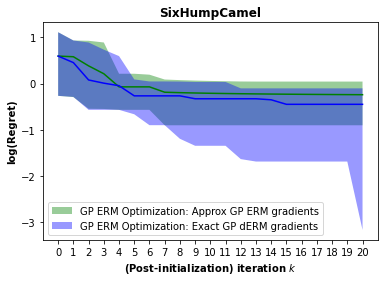 SixHumpCamel
log(Regret)
1
0
−1
−2
−3
GP ERM Optimization: Approx GP ERM gradients
GP ERM Optimization: Exact GP dERM gradients
0 1 2 3 4 5 6 7 8 9 10 11 12 13 14 15 16 17 18 19 20
(Post-initialization) iteration k